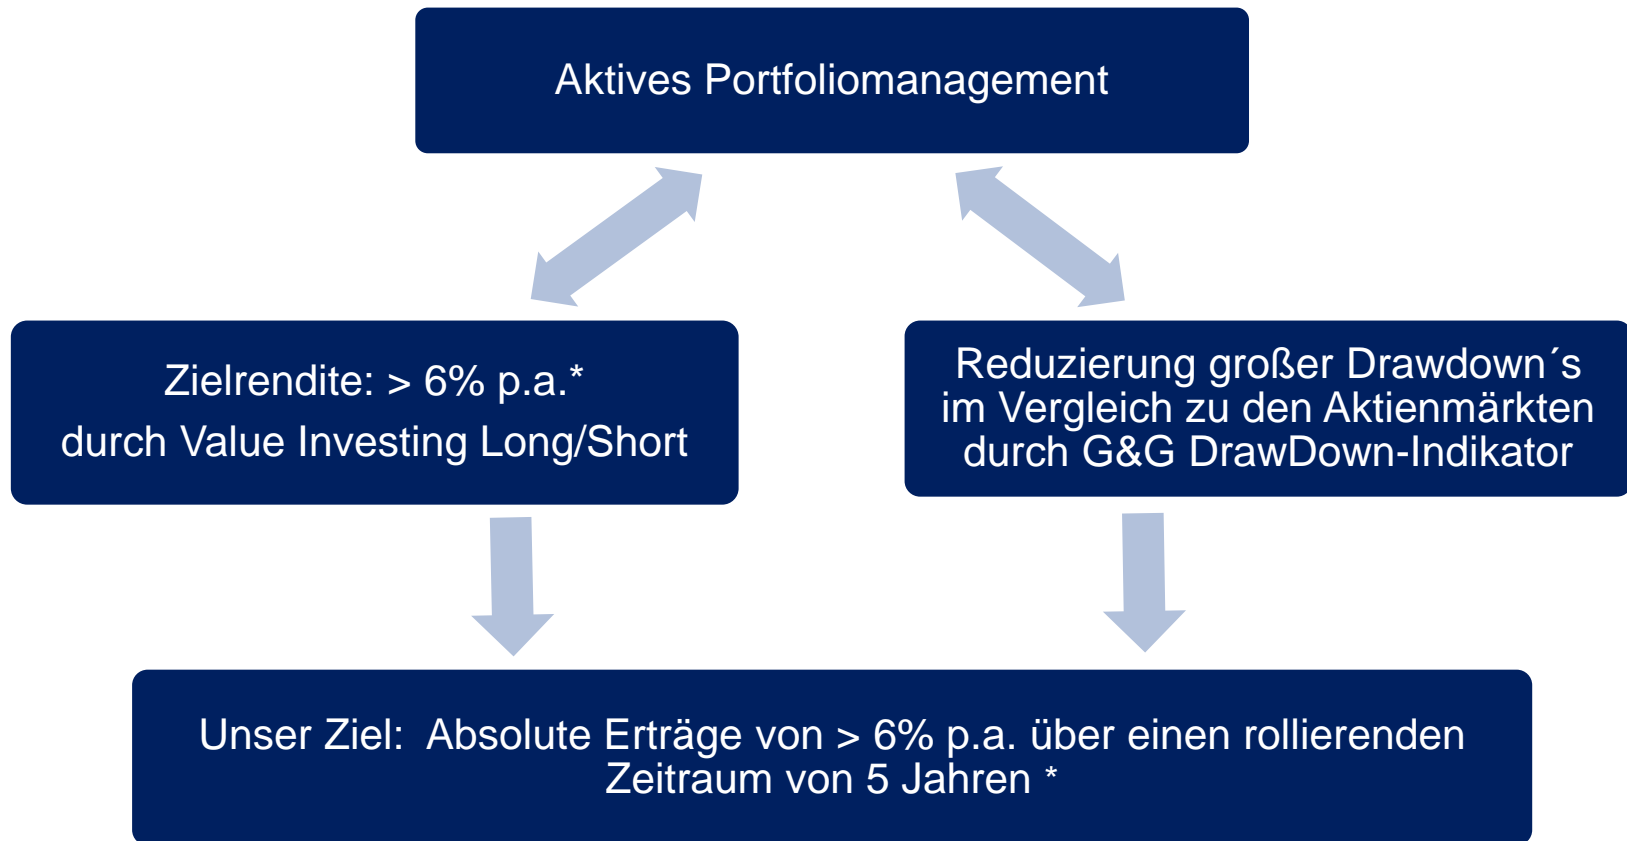 Aktives Portfoliomanagement
Zielrendite: > 6% p.a.*
durch Value Investing Long/Short
Reduzierung großer Drawdown´s
im Vergleich zu den Aktienmärkten
durch G&G DrawDown-Indikator
Unser Ziel:  Absolute Erträge von > 6% p.a. über einen rollierenden
Zeitraum von 5 Jahren *